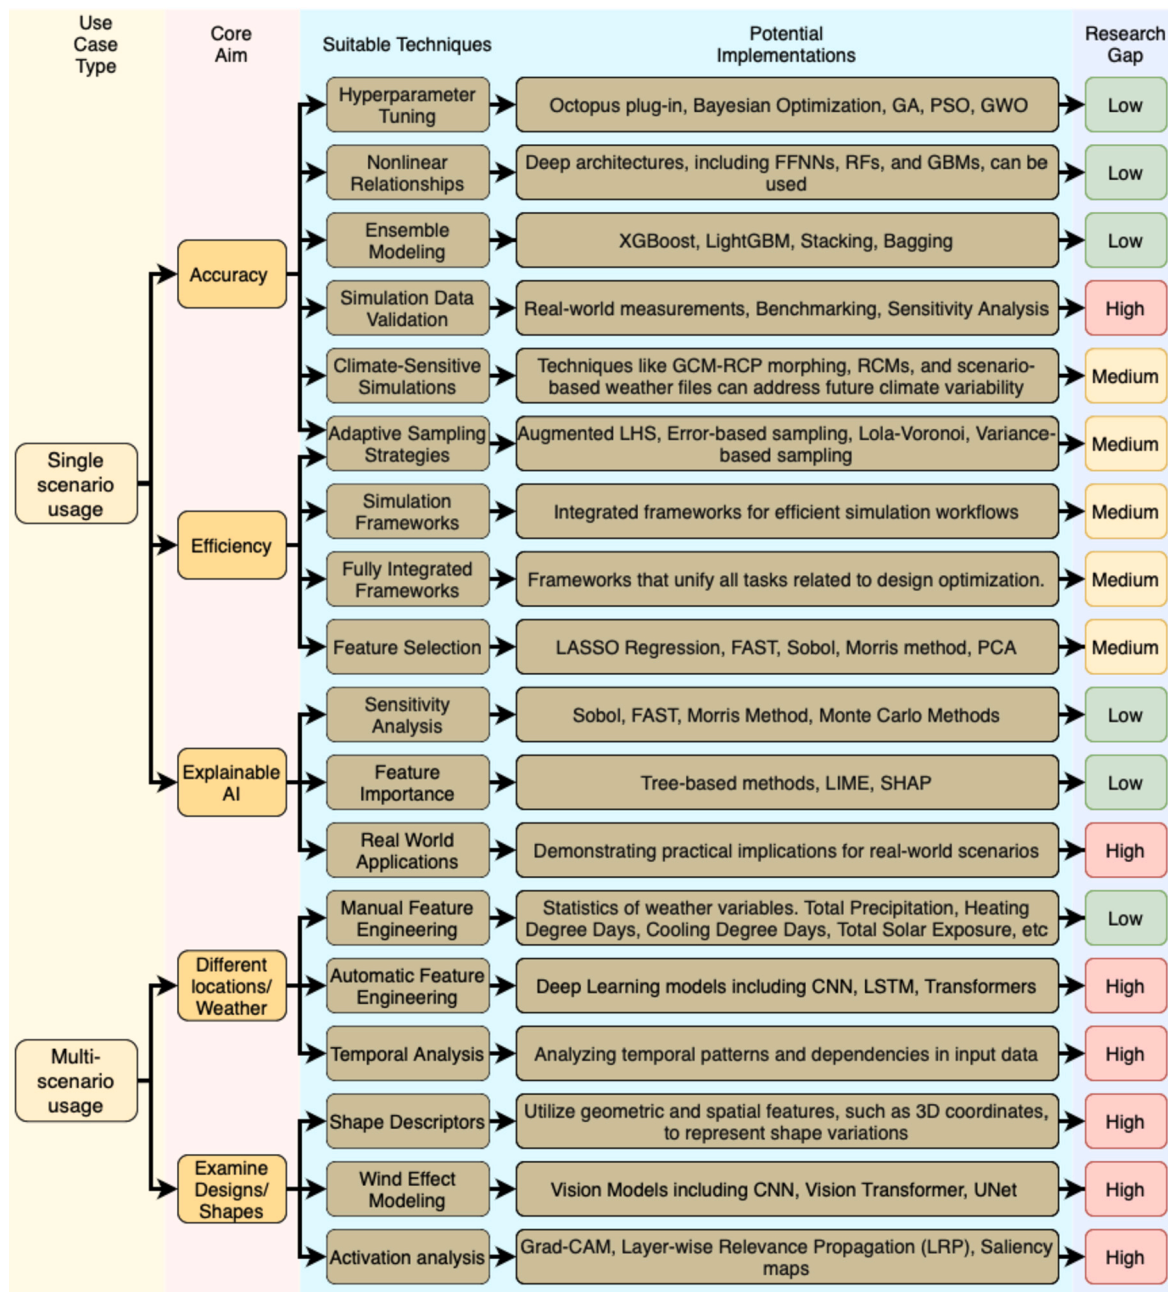 Use
Case
Type
Core
Aim
Suitable Techniques
Potential
Implementations
Research
Gap
Single
scenario
usage
Accuracy
Hyperparameter
Tuning
Octopus plug-in, Bayesian Optimization, GA, PSO, GWO
Low
Nonlinear
Relationships
Deep architectures, including FFNNs, RFs, and GBMs, can be
used
Low
Ensemble
Modeling
XGBoost, LightGBM, Stacking, Bagging
Low
Simulation Data
Validation
Real-world measurements, Benchmarking, Sensitivity Analysis
High
Climate-Sensitive
Simulations
Techniques like GCM-RCP morphing, RCMs, and scenario-
based weather files can address future climate variability
Medium
Adaptive Sampling
Strategies
Augmented LHS, Error-based sampling, Lola-Voronoi, Variance-
based sampling
Medium
Efficiency
Simulation
Frameworks
Integrated frameworks for efficient simulation workflows
Medium
Fully Integrated
Frameworks
Frameworks that unify all tasks related to design optimization.
Medium
Feature Selection
LASSO Regression, FAST, Sobol, Morris method, PCA
Medium
Explainable
AI
Sensitivity
Analysis
Sobol, FAST, Morris Method, Monte Carlo Methods
Low
Feature
Importance
Tree-based methods, LIME, SHAP
Low
Real World
Applications
Demonstrating practical implications for real-world scenarios
High
Multi-
scenario
usage
Different
locations/
Weather
Manual Feature
Engineering
Statistics of weather variables. Total Precipitation, Heating
Degree Days, Cooling Degree Days, Total Solar Exposure, etc
Low
Automatic Feature
Engineering
Deep Learning models including CNN, LSTM, Transformers
High
Temporal Analysis
Analyzing temporal patterns and dependencies in input data
High
Examine
Designs/
Shapes
Shape Descriptors
Utilize geometric and spatial features, such as 3D coordinates,
to represent shape variations
High
Wind Effect
Modeling
Vision Models including CNN, Vision Transformer, UNet
High
Activation analysis
Grad-CAM, Layer-wise Relevance Propagation (LRP), Saliency
maps
High